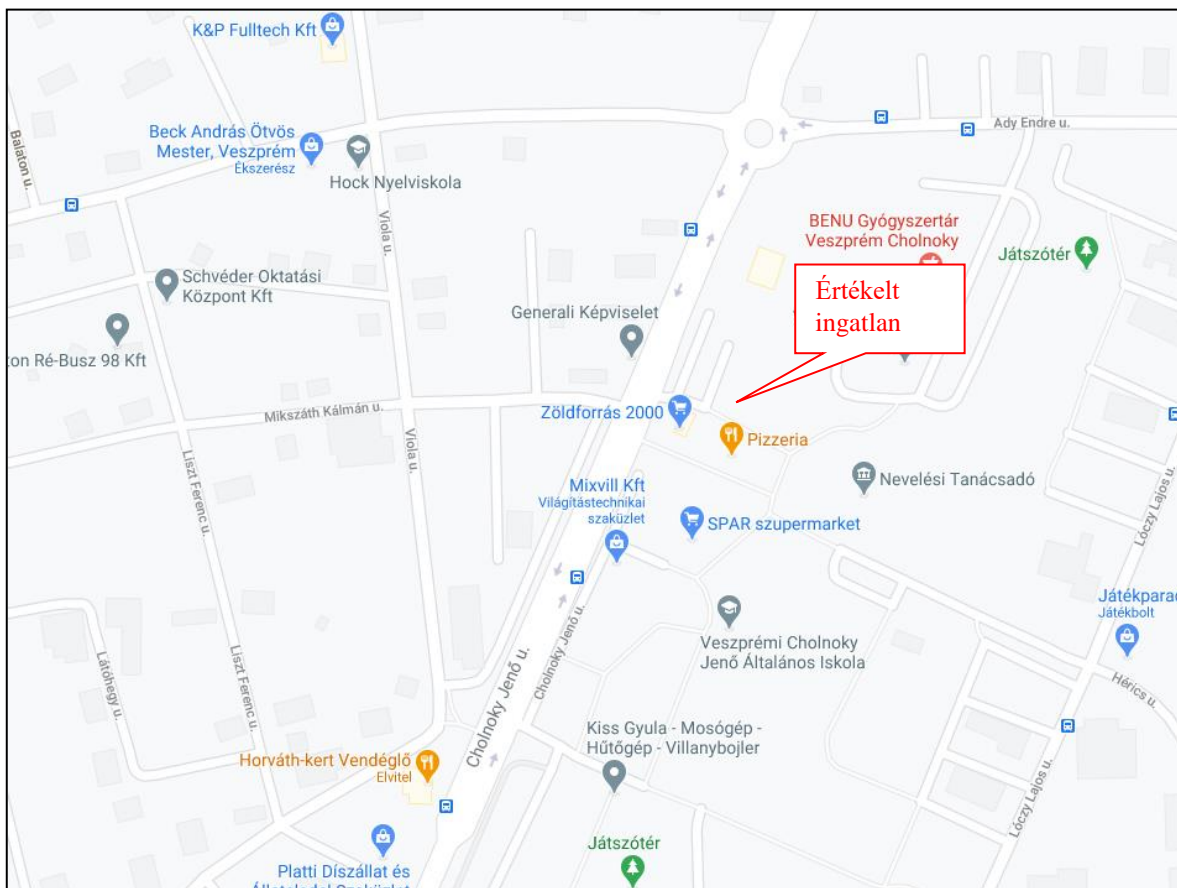 K&P Fulltech Kft
Ady Endre u.
Beck András Ötvös
Mester, Veszprém
Ékszerész
Hock Nyelviskola
Balaton u.
Viola u.
BENU Gyógyszertár
Veszprém Cholnoky
Játszótér
Schvéder Oktatási
Központ Kft
Értékelt
ingatlan
Generali Képviselet
ton Ré-Busz 98 Kft
Mikszáth Kálmán u.
Zöldforrás 2000
Pizzeria
Viola u.
Liszt Ferenc u.
Nevelési Tanácsadó
Mixvill Kft
Világítástechnikai
szaküzlet
SPAR szupermarket
Lóczy Lajos u.
Játékparad
Játékbolt
Veszprémi Cholnoky
Jenő Általános Iskola
Cholnoky Jenő u.
Cholnoky Jenő u.
Látóhegy u.
Liszt Ferenc u.
Hérics u.
Kiss Gyula - Mosógép -
Hűtőgép - Villanybojler
Horváth-kert Vendéglő
Elvitel
Lóczy Lajos u.
Játszótér
Platti Díszállat és